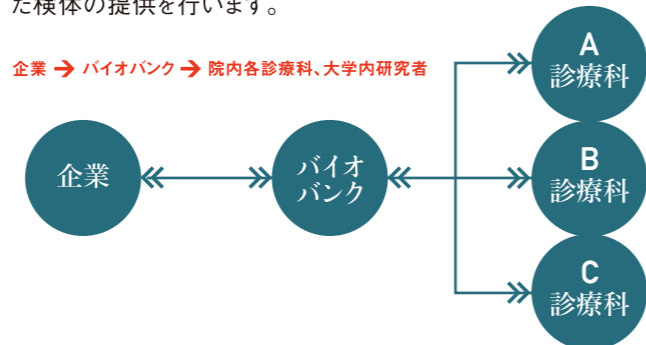 た検体の提供を行います。
企業 → バイオバンク → 院内各診療科、大学内研究者
企業
バイオ
バンク
A
診療科
B
診療科
C
診療科